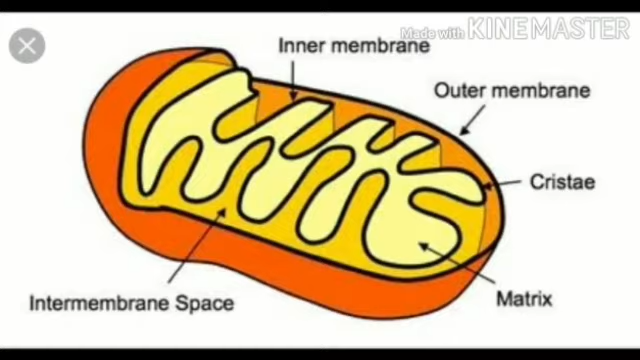 Made with KINEMASTER
Inner membrane
Outer membrane
Cristae
Intermembrane Space
Matrix